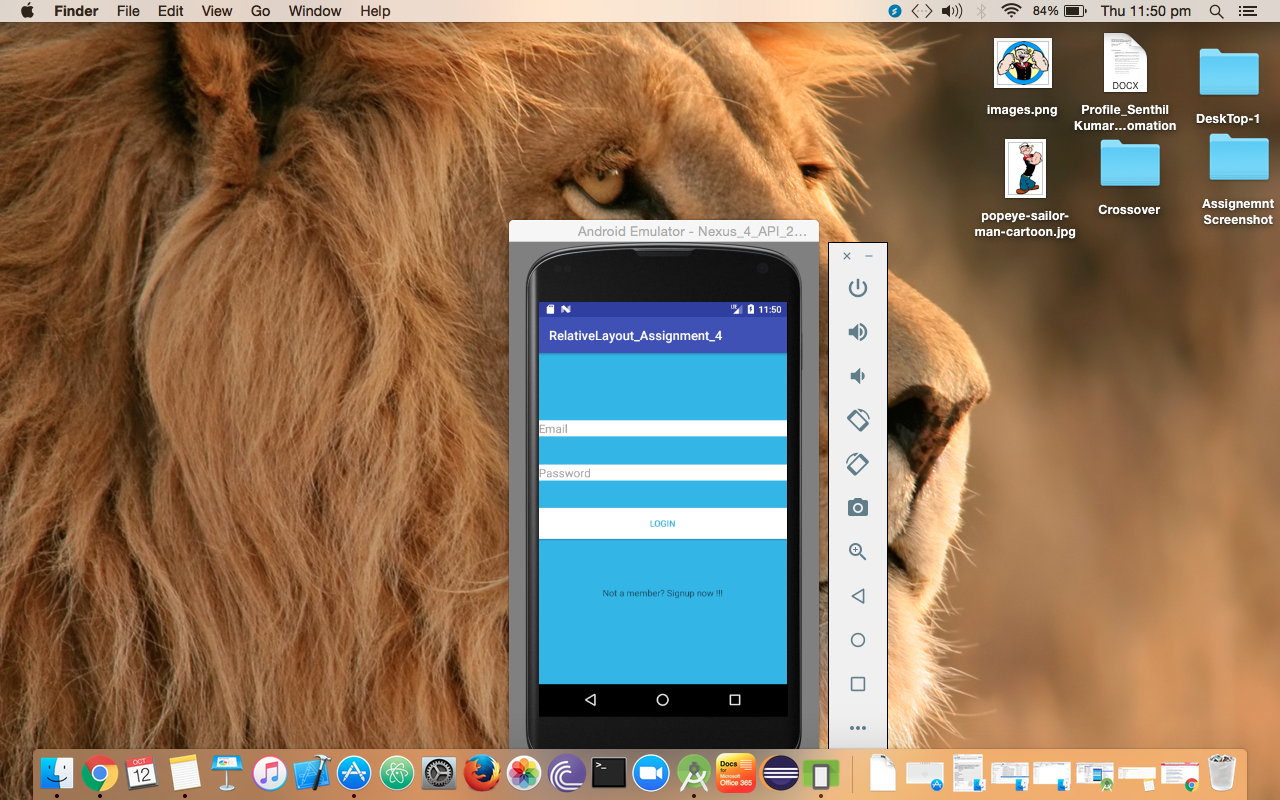 Finder File Edit View Go Window Help 84% Thu 11:50 pm
images.png
DOCX
Profile_Senthil
Kumar...omation
DeskTop-1
popeye-sailor-
man-cartoon.jpg
Crossover
Assignemnt
Screenshot
Android Emulator - Nexus_4_API_2...
LTE 11:50
RelativeLayout_Assignment_4
Email
Password
LOGIN
Not a member? Signup now !!!
OCT
12
>_
Docs
for
Microsoft
Office 365